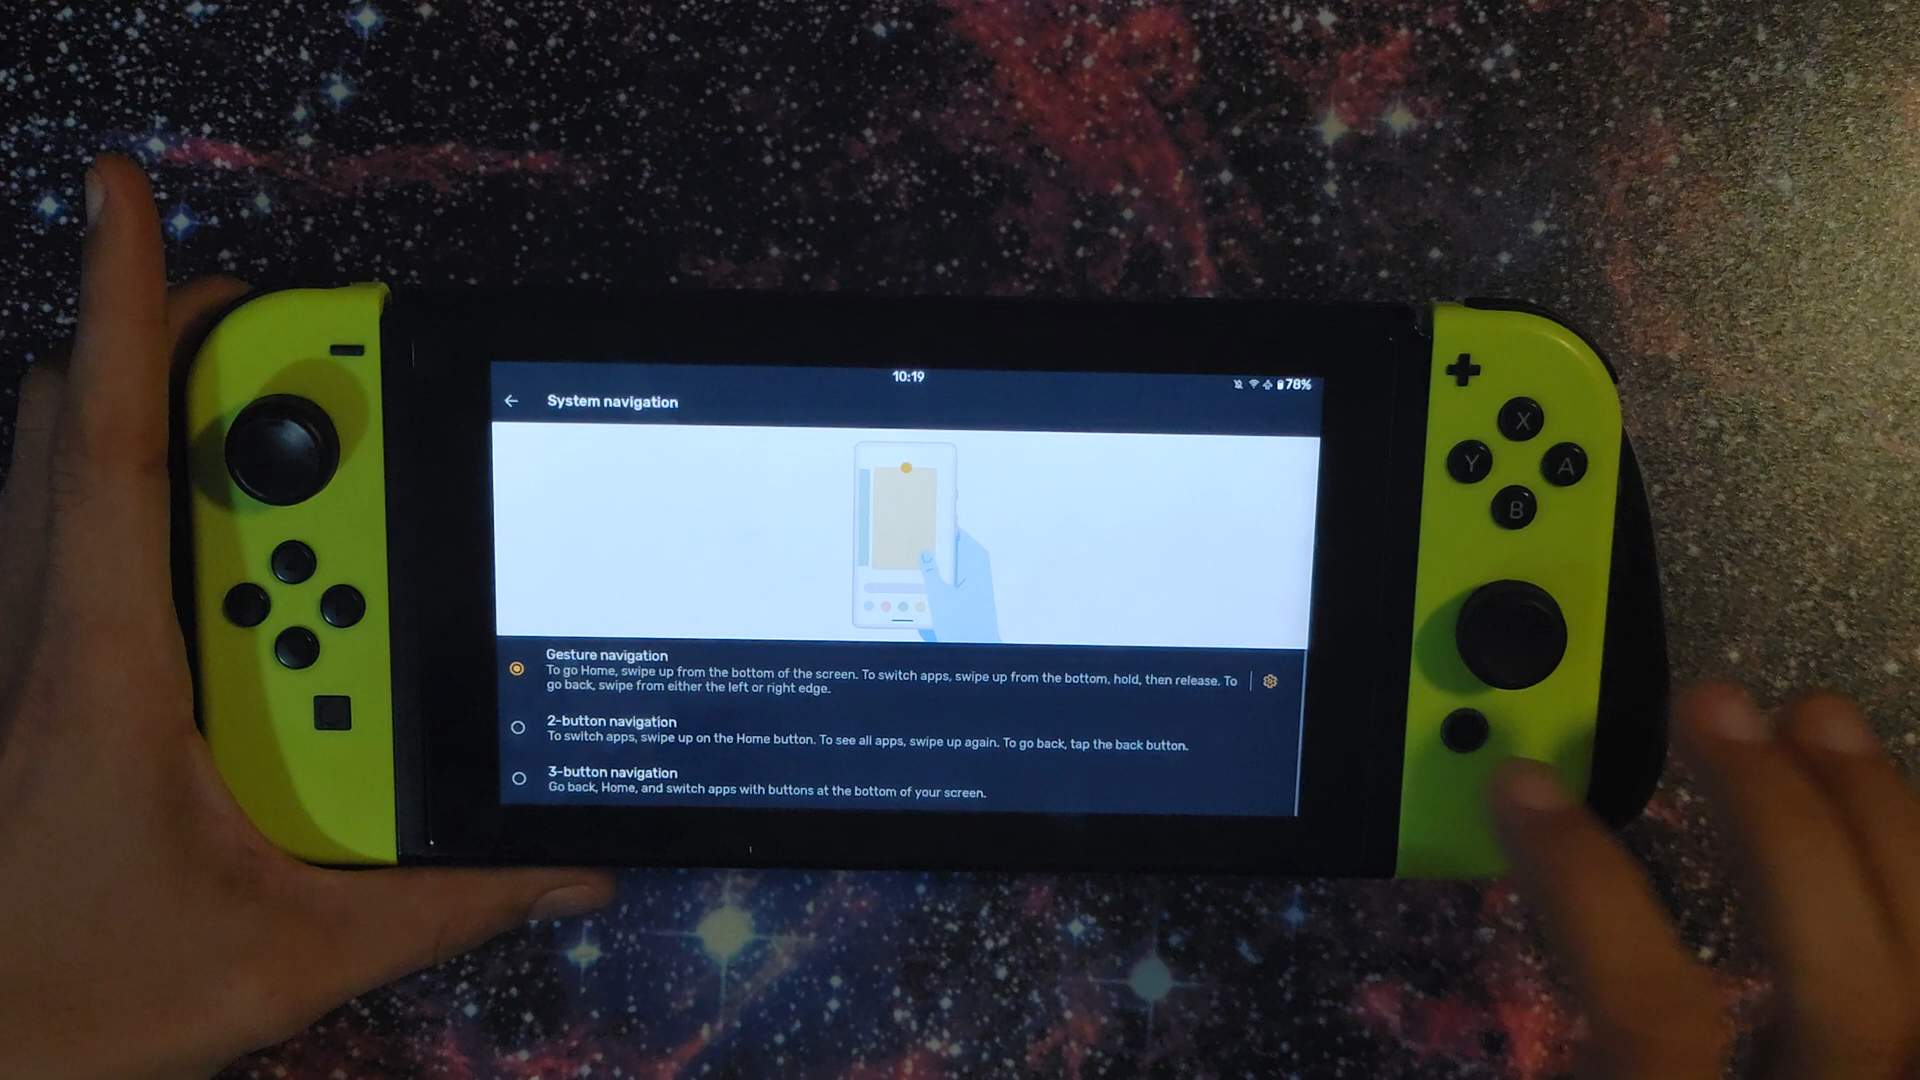 10:19
78%
System navigation
X
Y
A
B
Gesture navigation
To go Home, swipe up from the bottom of the screen. To switch apps, swipe up from the bottom, hold, then release. To
go back, swipe from either the left or right edge.
2-button navigation
To switch apps, swipe up on the Home button. To see all apps, swipe up again. To go back, tap the back button.
3-button navigation
Go back, Home, and switch apps with buttons at the bottom of your screen.